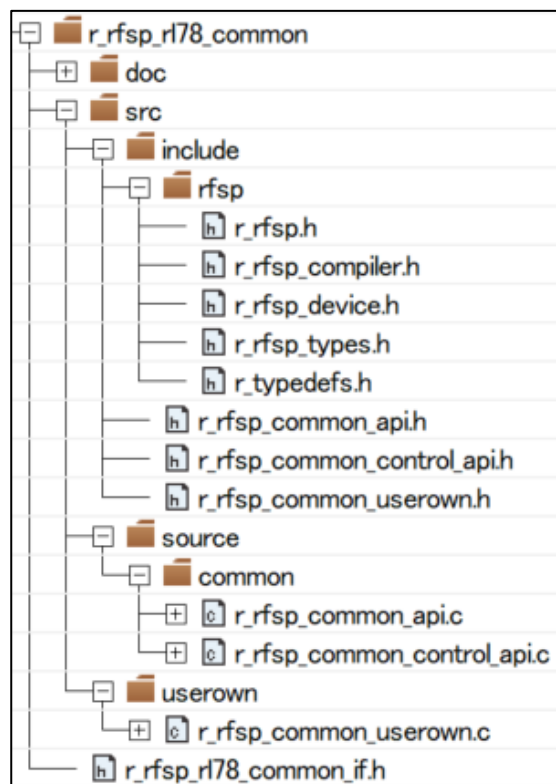 r_rfsp_rl78_common
doc
src
include
rfsp
r_rfsp.h
r_rfsp_compiler.h
r_rfsp_device.h
r_rfsp_types.h
r_typedefs.h
r_rfsp_common_api.h
r_rfsp_common_control_api.h
r_rfsp_common_userown.h
source
common
r_rfsp_common_api.c
r_rfsp_common_control_api.c
userown
r_rfsp_common_userown.c
r_rfsp_rl78_common_if.h